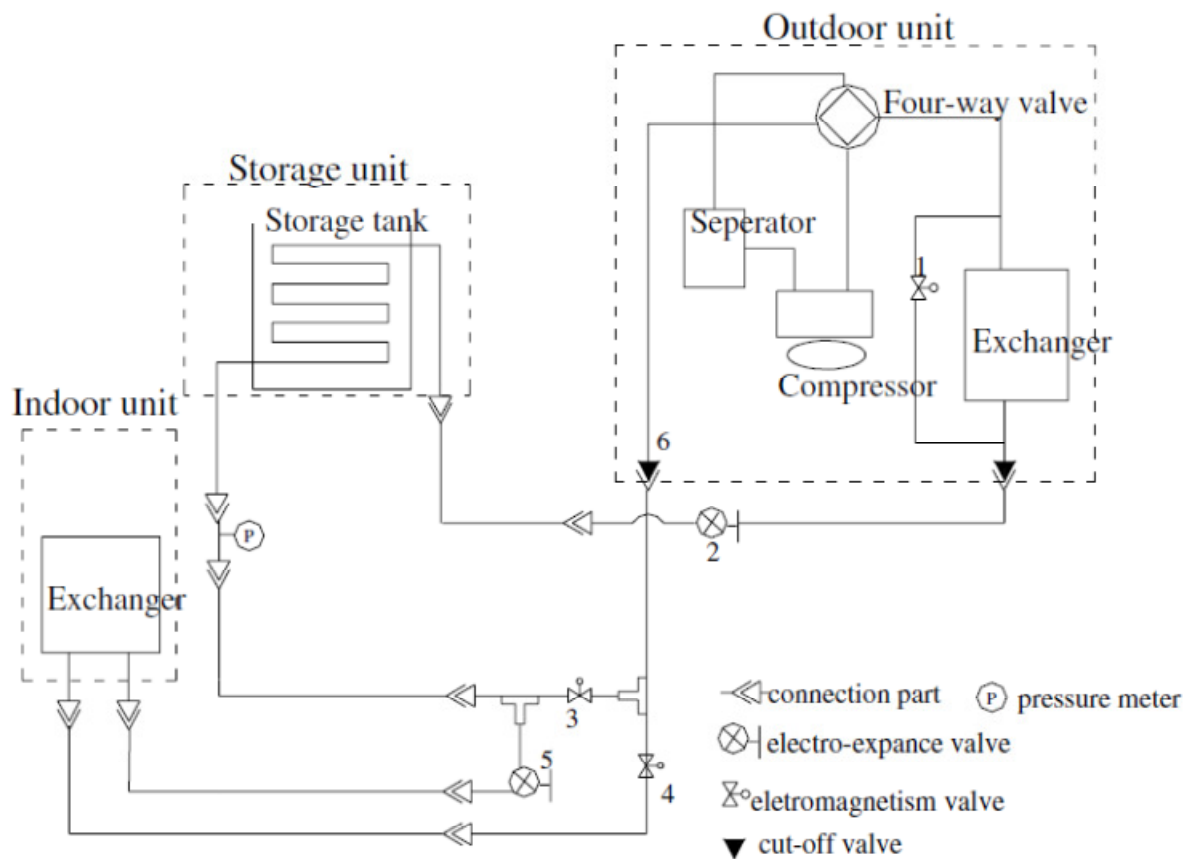 Outdoor unit
Four-way valve
Storage unit
Storage tank
Seperator
1
Exchanger
Compressor
Indoor unit
6
P
2
Exchanger
3
connection part
P pressure meter
electro-expance valve
5
4
eletromagnetism valve
cut-off valve